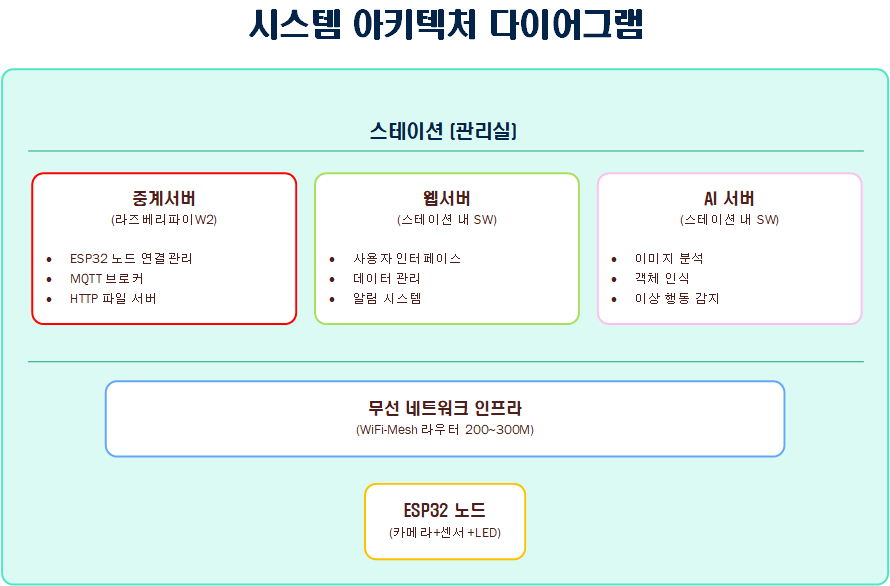 시스템 아키텍처 다이어그램
스테이션 (관리실)
중계서버
(라즈베리파이W2)
• ESP32 노드 연결관리
• MQTT 브로커
• HTTP 파일 서버
웹서버
(스테이션 내 SW)
• 사용자 인터페이스
• 데이터 관리
• 알림 시스템
AI 서버
(스테이션 내 SW)
• 이미지 분석
• 객체 인식
• 이상 행동 감지
무선 네트워크 인프라
(WiFi-Mesh 라우터 200~300M)
ESP32 노드
(카메라+센서+LED)